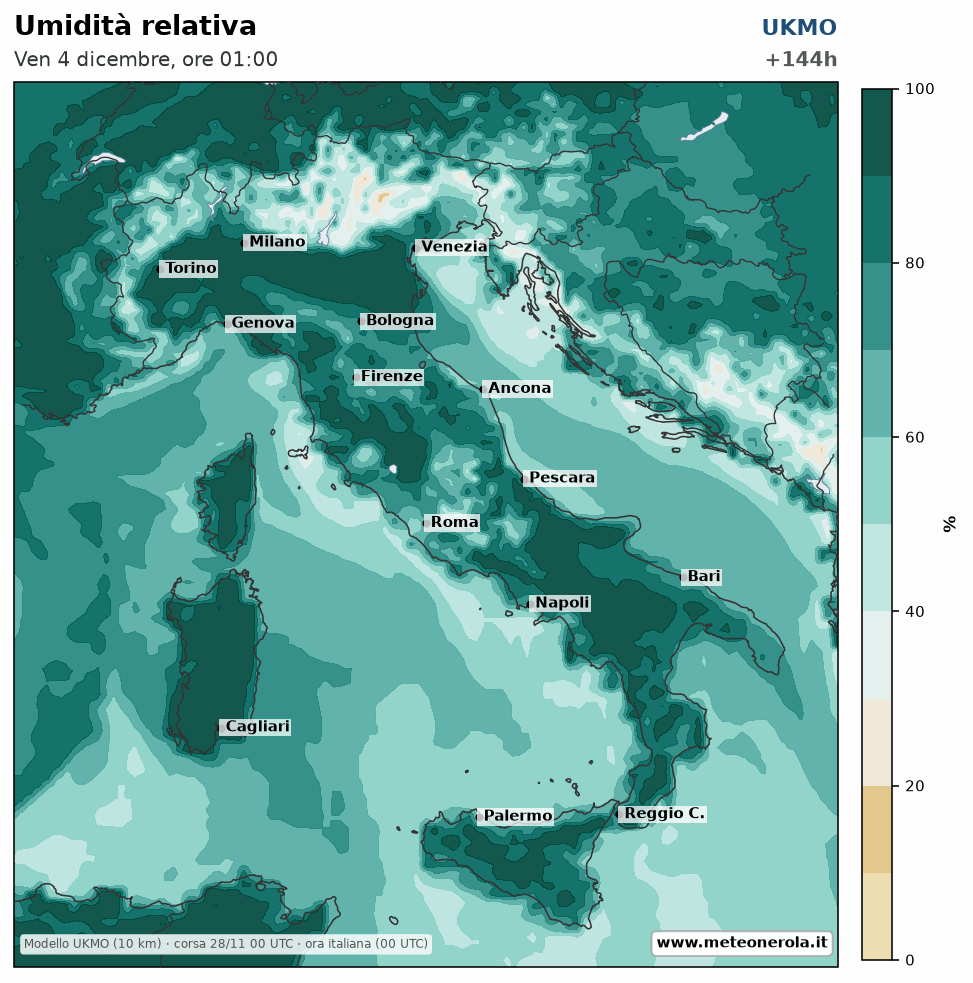 Umidità relativa
UKMO
Ven 4 dicembre, ore 01:00
+144h
100
80
60
40
20
0
%
Milano
Venezia
Torino
Genova
Bologna
Firenze
Ancona
Pescara
Roma
Bari
Napoli
Cagliari
Palermo
Reggio C.
Modello UKMO (10 km) · corsa 28/11 00 UTC · ora italiana (00 UTC)
www.meteonerola.it